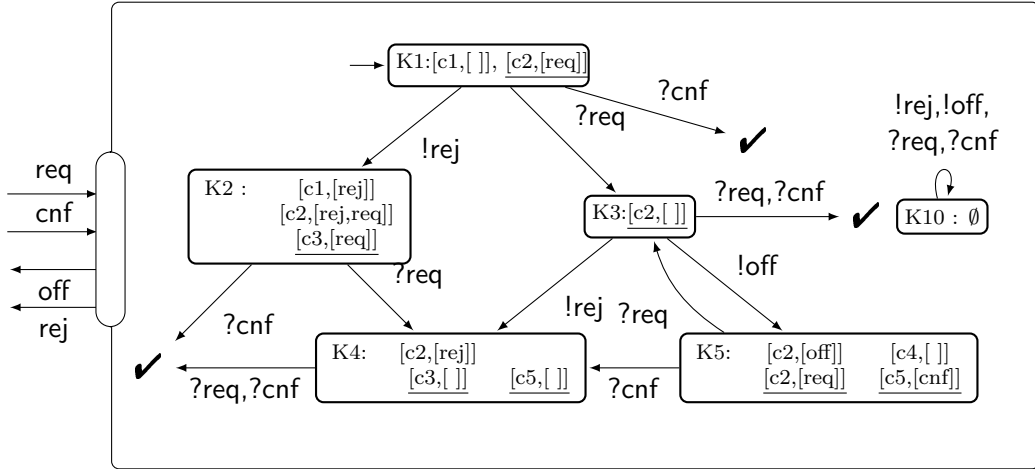 K1:[c1,[ ]], [c2,[req]]
?cnf
?req
!rej
!rej,!off,
?req,?cnf
req
cnf
off
rej
K2 : [c1,[rej]]
[c2,[rej,req]]
[c3,[req]]
K3:[c2,[ ]]
?req,?cnf
K10 : ∅
?req
!off
?cnf
!rej
?req
K4: [c2,[rej]]
[c3,[ ]] [c5,[ ]]
?req,?cnf
?cnf
K5: [c2,[off]] [c4,[ ]]
[c2,[req]] [c5,[cnf]]